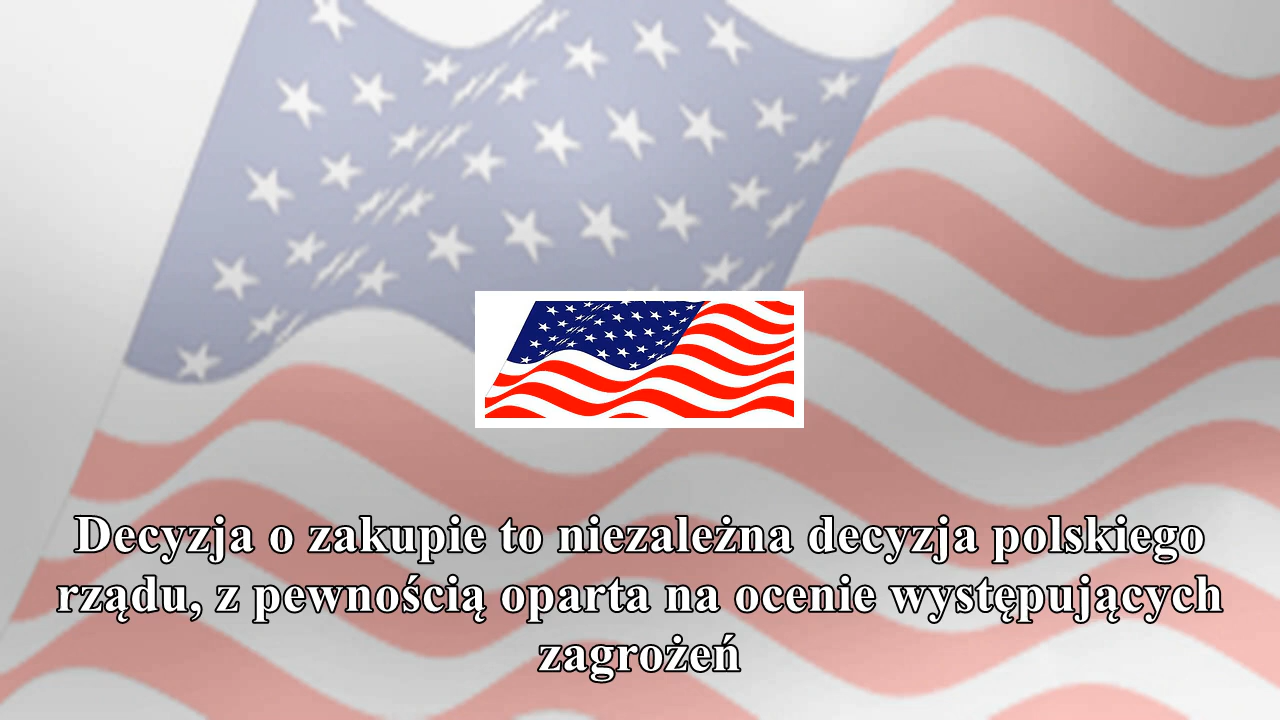 Decyzja o zakupie to niezależna decyzja polskiego
rządu, z pewnością oparta na ocenie występujących
zagrożeń